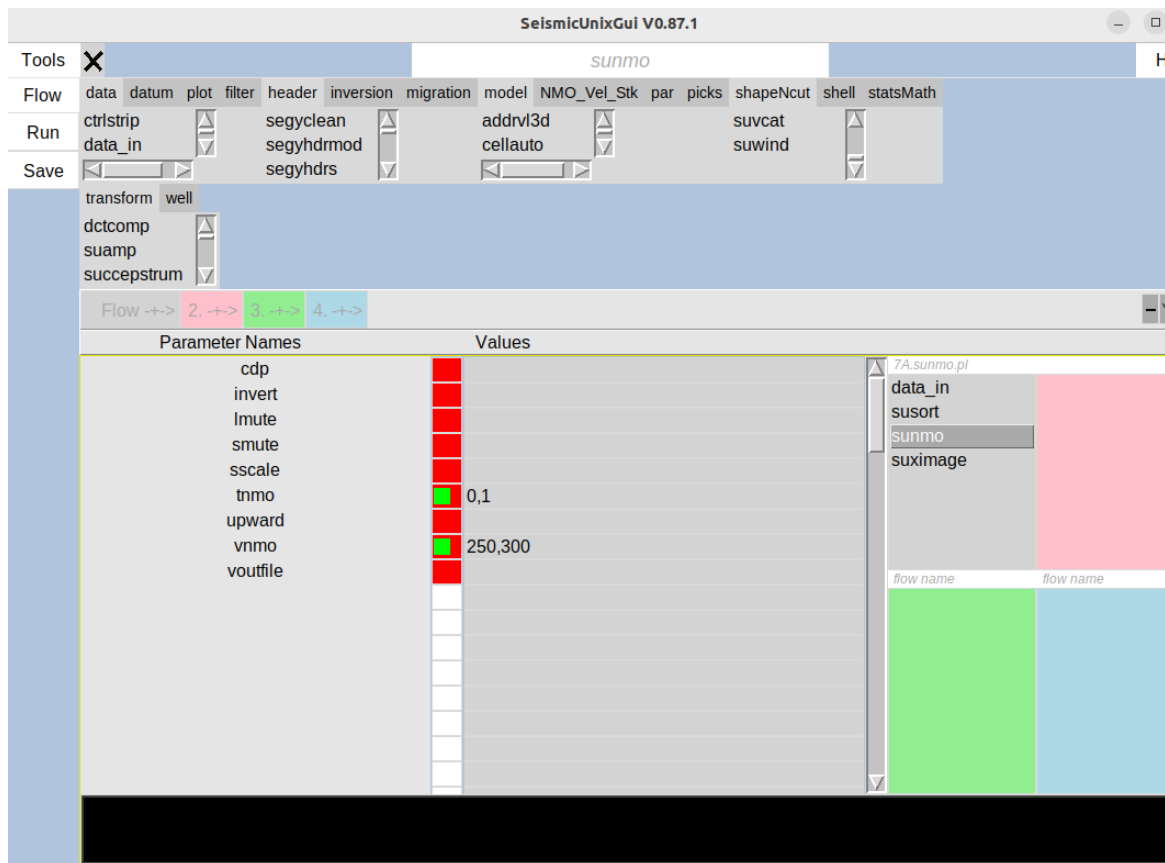 SeismicUnixGui V0.87.1
Tools X sunmo H
Flow data datum plot filter header inversion migration model NMO_Vel_Stk par picks shapeNcut shell statsMath
Run ctrlstrip segyclean addrvl3d suvcat
data_in segyhdrmod cellauto suwind
Save segyhdrs
transform well
dctcomp
suamp
succepstrum
Flow -+-> 2. -+-> 3. -+-> 4. -+->
Parameter Names Values
cdp 7A.sunmo.pl
data_in
invert
lmute susort
smute sunmo
sscale suximage
tnmo 0,1
upward
vnmo 250,300
voutfile flow name flow name